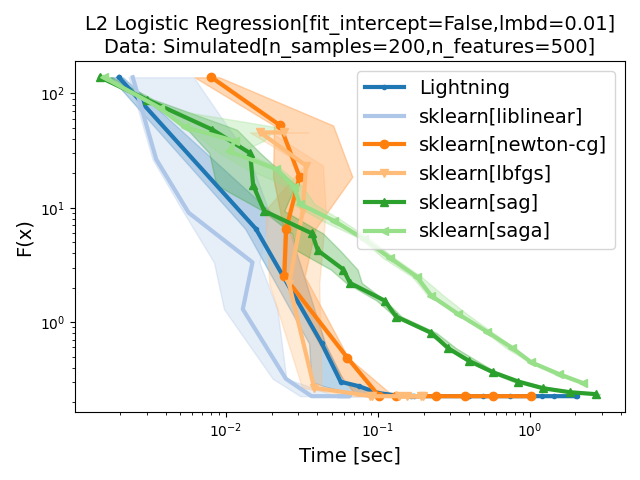 L2 Logistic Regression[fit_intercept=False,lmbd=0.01]
Data: Simulated[n_samples=200,n_features=500]
Lightning
sklearn[liblinear]
sklearn[newton-cg]
sklearn[lbfgs]
sklearn[sag]
sklearn[saga]
F(x)
10²
10¹
10⁰
10⁻² 10⁻¹ 10⁰
Time [sec]